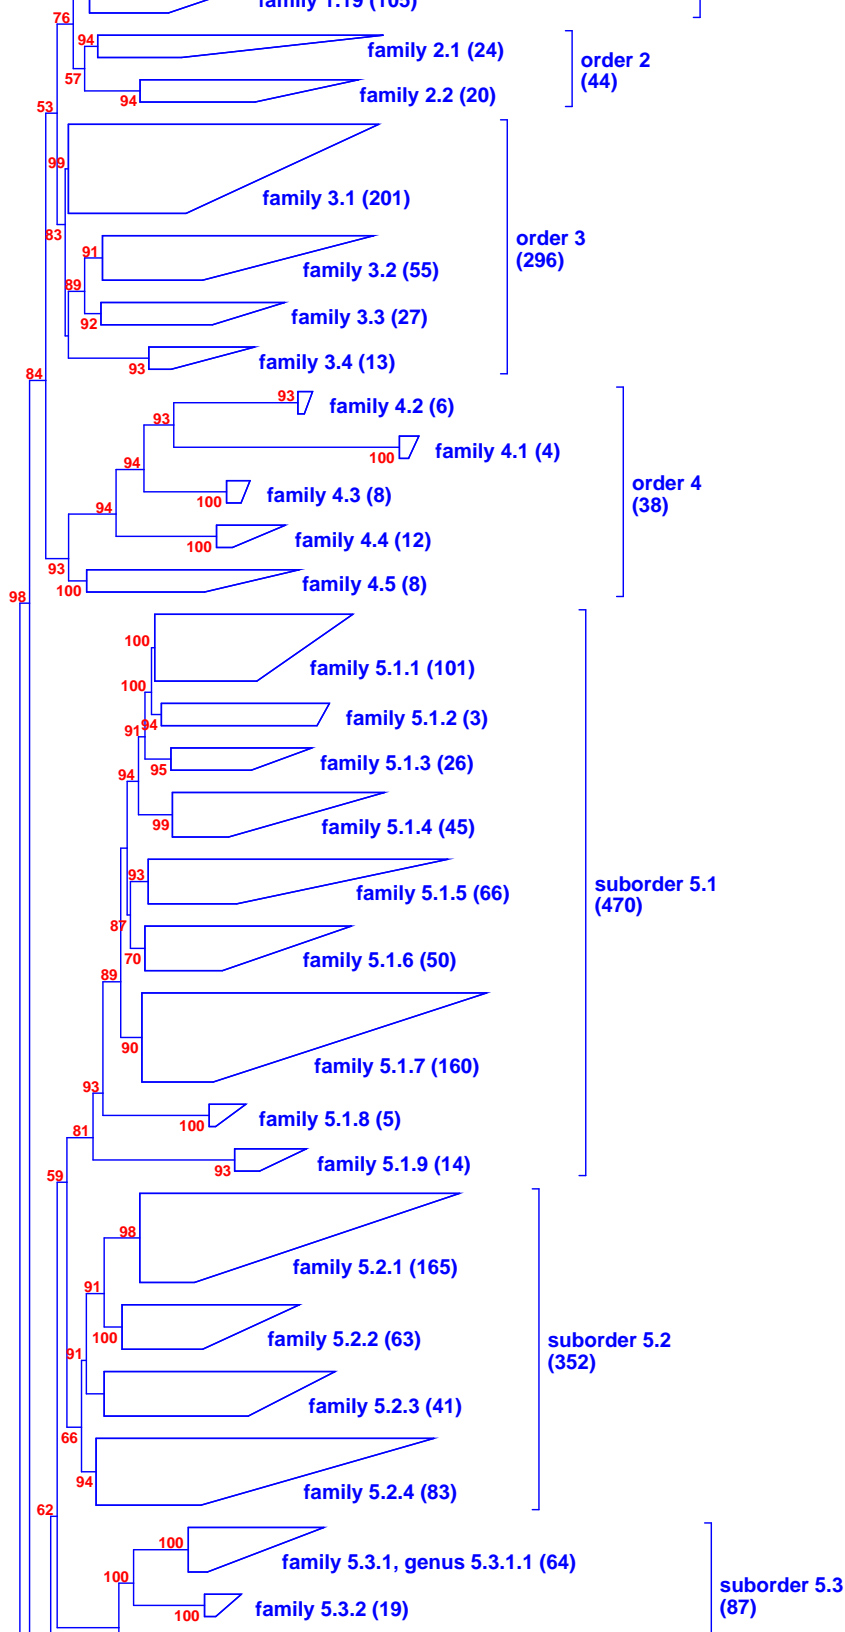 family 1.19 (105)
76
94
family 2.1 (24)
order 2
(44)
57
94
family 2.2 (20)
53
99
family 3.1 (201)
83
order 3
(296)
91
family 3.2 (55)
89
family 3.3 (27)
92
family 3.4 (13)
93
84
93
family 4.2 (6)
93
family 4.1 (4)
100
94
order 4
(38)
family 4.3 (8)
100
94
family 4.4 (12)
100
93
family 4.5 (8)
100
98
100
family 5.1.1 (101)
100
family 5.1.2 (3)
94
91
family 5.1.3 (26)
95
94
99
family 5.1.4 (45)
93
family 5.1.5 (66)
suborder 5.1
(470)
87
70
family 5.1.6 (50)
89
90
family 5.1.7 (160)
93
family 5.1.8 (5)
100
81
family 5.1.9 (14)
93
59
98
family 5.2.1 (165)
91
100
family 5.2.2 (63)
suborder 5.2
(352)
91
family 5.2.3 (41)
66
94
family 5.2.4 (83)
62
100
family 5.3.1, genus 5.3.1.1 (64)
100
suborder 5.3
(87)
family 5.3.2 (19)
100